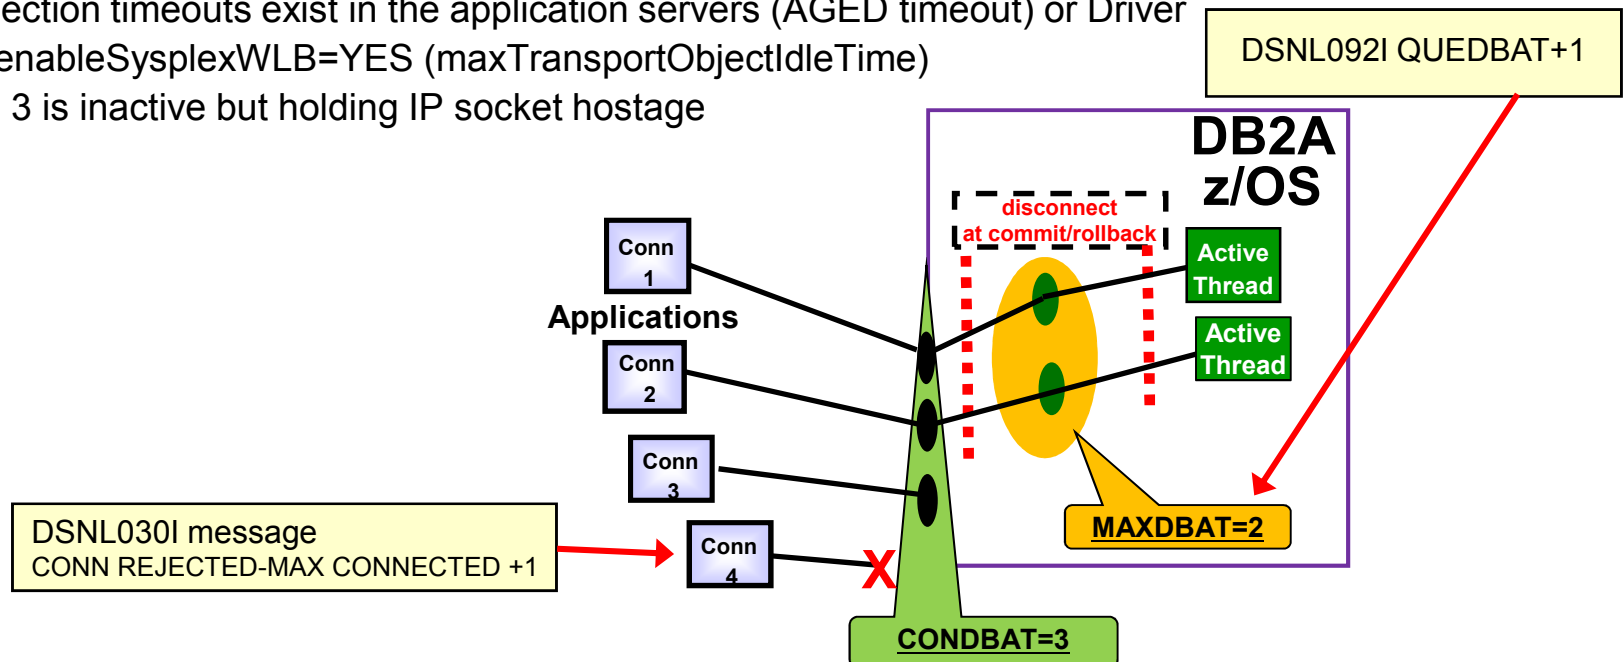 ection timeouts exist in the application servers (AGED timeout) or Driver
enableSysplexWLB=YES (maxTransportObjectIdleTime)
3 is inactive but holding IP socket hostage
DSNL092I QUEDBAT+1
DB2A
z/OS
disconnect
at commit/rollback
Conn
1
Active
Thread
Applications
Active
Thread
Conn
2
Conn
3
MAXDBAT=2
DSNL030I message
CONN REJECTED-MAX CONNECTED +1
Conn
4
X
CONDBAT=3